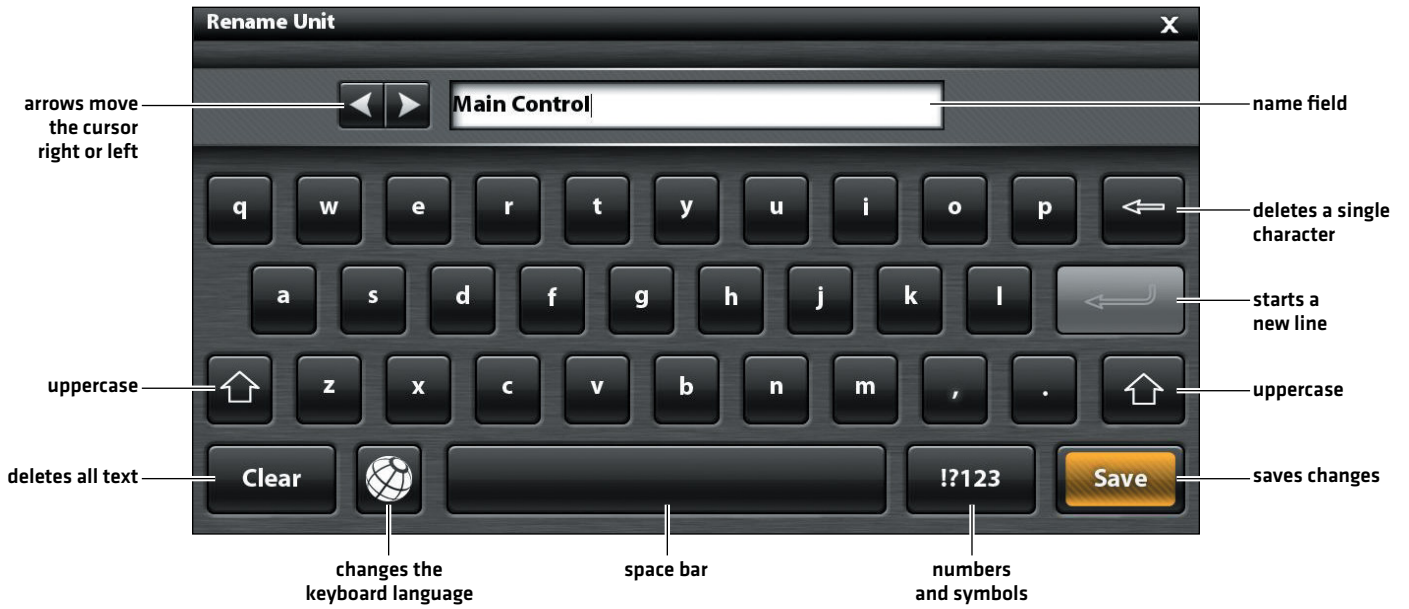 Rename Unit X
arrows move
the cursor
right or left
Main Control
name field
q w e r t y u i o p
deletes a single
character
a s d f g h j k l
starts a
new line
uppercase
z x c v b n m , .
uppercase
deletes all text
Clear
!?123
Save
saves changes
changes the
keyboard language
space bar
numbers
and symbols